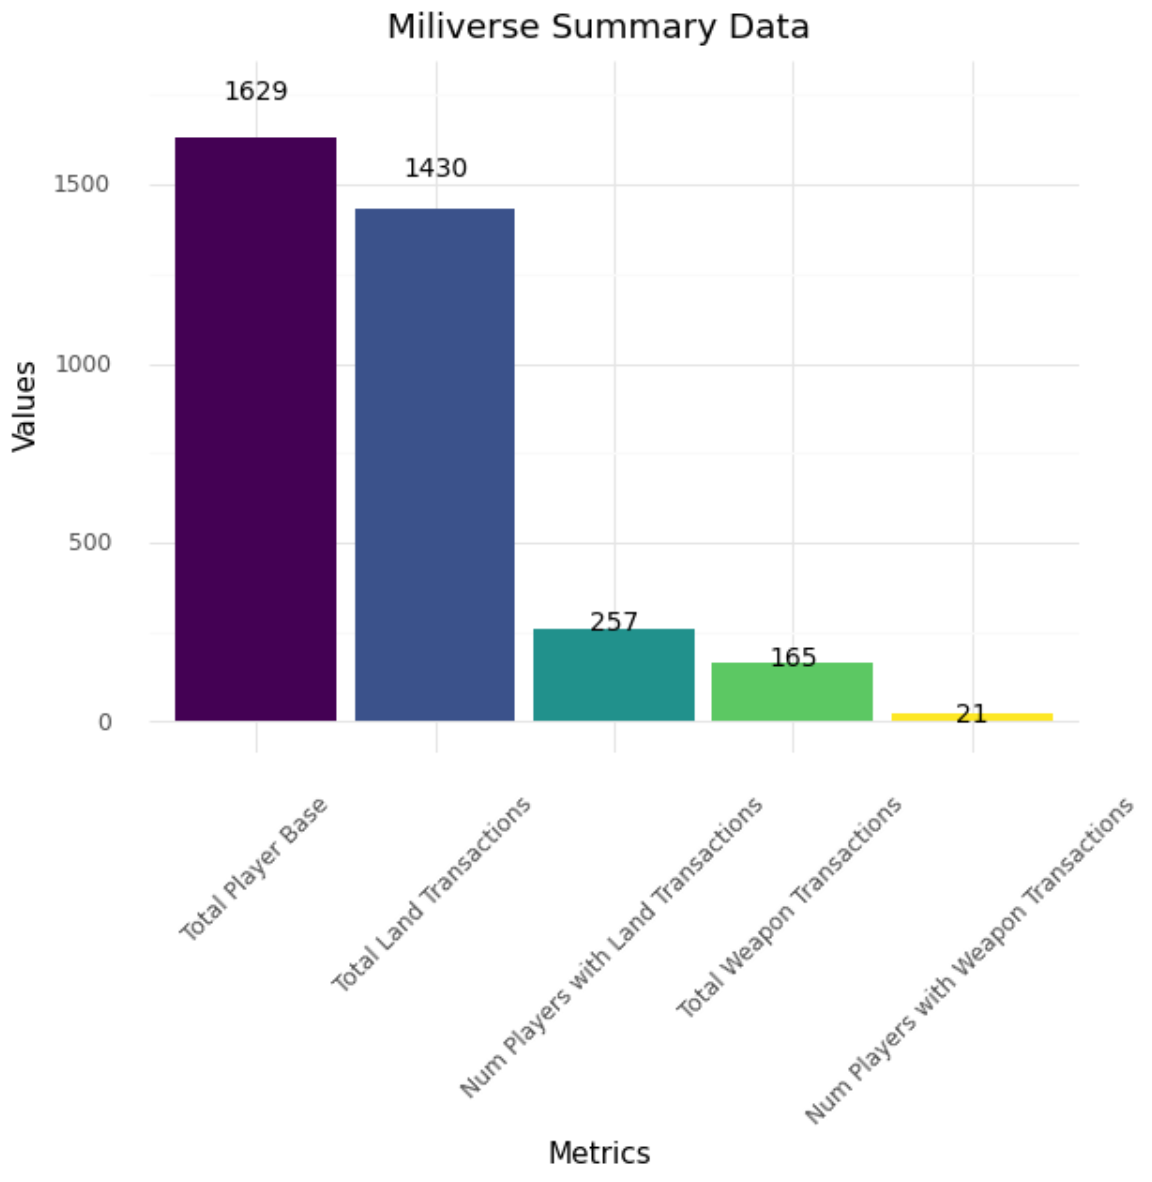 Miliverse Summary Data
1629
1430
257
165
21
1500
1000
500
0
Values
Total Player Base
Total Land Transactions
Num Players with Land Transactions
Total Weapon Transactions
Num Players with Weapon Transactions
Metrics